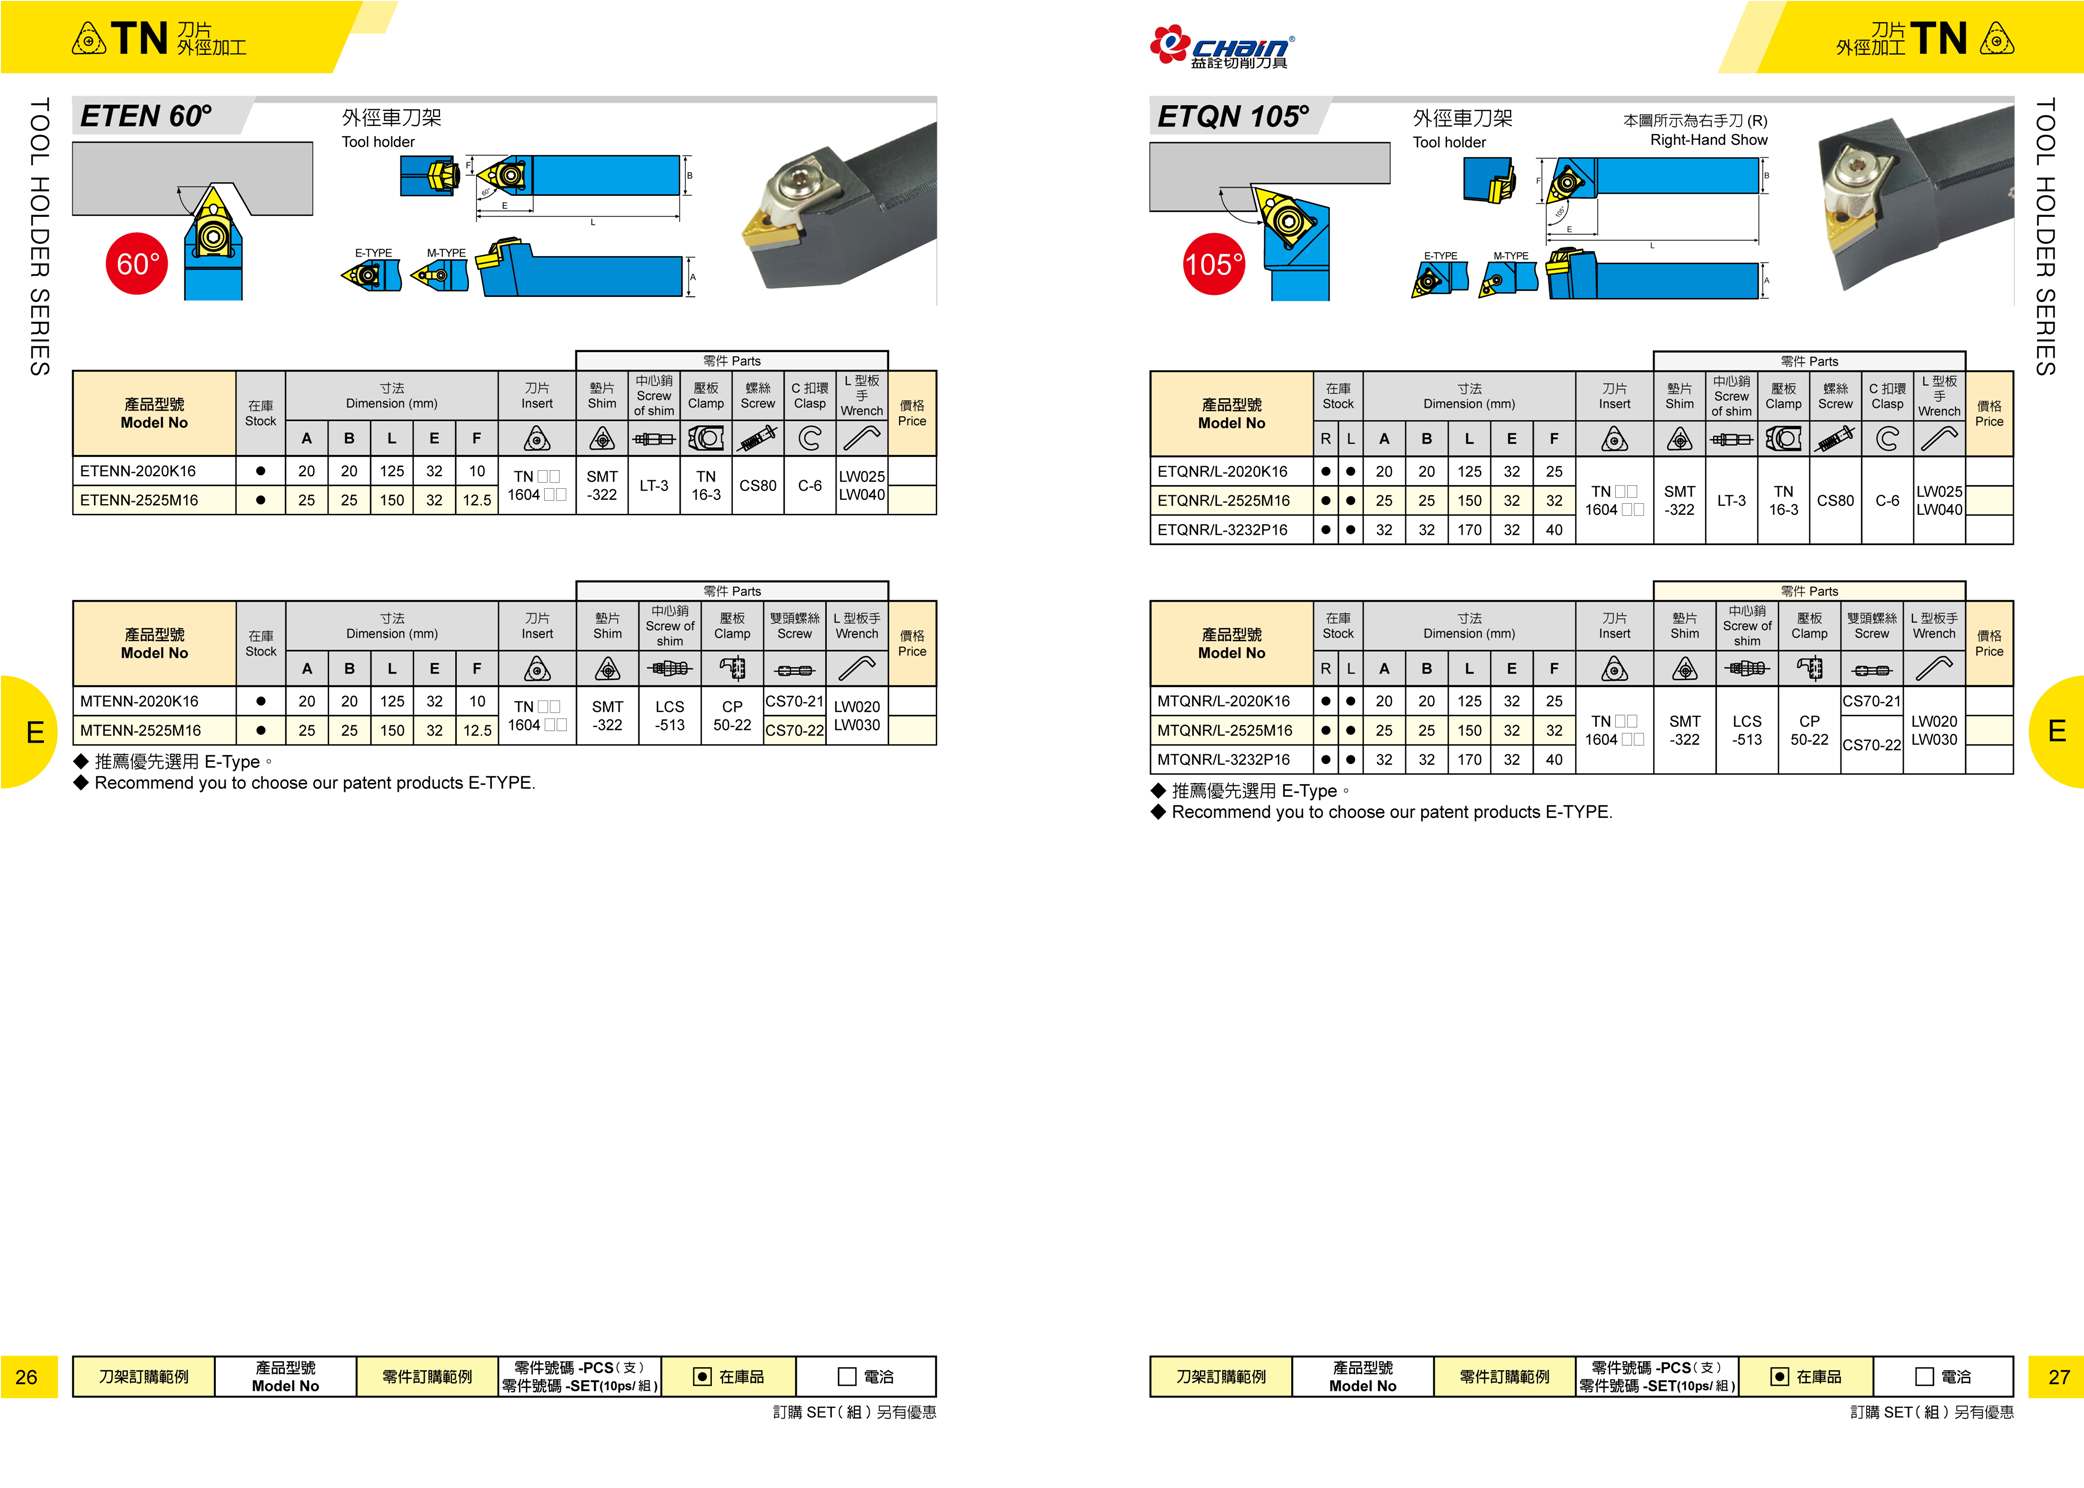 TN 刀片
外徑加工
TOOL HOLDER SERIES
ETEN 60°
外徑車刀架
Tool holder
60°
F
60°
E
L
B
E-TYPE
M-TYPE
A
零件 Parts
產品型號
Model No
在庫
Stock
寸法
Dimension (mm)
刀片
Insert
墊片
Shim
中心銷
Screw
of shim
壓板
Clamp
螺絲
Screw
C 扣環
Clasp
L 型板
手
Wrench
價格
Price
A B L E F
ETENN-2020K16 ● 20 20 125 32 10
ETENN-2525M16 ● 25 25 150 32 12.5
TN □□
1604 □□
SMT
-322
LT-3
TN
16-3
CS80
C-6
LW025
LW040
零件 Parts
產品型號
Model No
在庫
Stock
寸法
Dimension (mm)
刀片
Insert
墊片
Shim
中心銷
Screw of
shim
壓板
Clamp
雙頭螺絲
Screw
L 型板手
Wrench
價格
Price
A B L E F
MTENN-2020K16 ● 20 20 125 32 10
MTENN-2525M16 ● 25 25 150 32 12.5
TN □□
1604 □□
SMT
-322
LCS
-513
CP
50-22
CS70-21
CS70-22
LW020
LW030
◆ 推薦優先選用 E-Type。
◆ Recommend you to choose our patent products E-TYPE.
E
26
刀架訂購範例
產品型號
Model No
零件訂購範例
零件號碼 -PCS（支）
零件號碼 -SET(10ps/ 組)
● 在庫品
□ 電洽
訂購 SET（組）另有優惠
e CHain®
益詮切削刀具
刀片
外徑加工 TN
TOOL HOLDER SERIES
ETQN 105°
外徑車刀架
Tool holder
本圖所示為右手刀 (R)
Right-Hand Show
105°
F
105°
E
L
B
E-TYPE
M-TYPE
A
零件 Parts
產品型號
Model No
在庫
Stock
寸法
Dimension (mm)
刀片
Insert
墊片
Shim
中心銷
Screw
of shim
壓板
Clamp
螺絲
Screw
C 扣環
Clasp
L 型板
手
Wrench
價格
Price
R L A B L E F
ETQNR/L-2020K16 ● ● 20 20 125 32 25
ETQNR/L-2525M16 ● ● 25 25 150 32 32
ETQNR/L-3232P16 ● ● 32 32 170 32 40
TN □□
1604 □□
SMT
-322
LT-3
TN
16-3
CS80
C-6
LW025
LW040
零件 Parts
產品型號
Model No
在庫
Stock
寸法
Dimension (mm)
刀片
Insert
墊片
Shim
中心銷
Screw of
shim
壓板
Clamp
雙頭螺絲
Screw
L 型板手
Wrench
價格
Price
R L A B L E F
MTQNR/L-2020K16 ● ● 20 20 125 32 25
MTQNR/L-2525M16 ● ● 25 25 150 32 32
MTQNR/L-3232P16 ● ● 32 32 170 32 40
TN □□
1604 □□
SMT
-322
LCS
-513
CP
50-22
CS70-21
CS70-22
LW020
LW030
◆ 推薦優先選用 E-Type。
◆ Recommend you to choose our patent products E-TYPE.
E
刀架訂購範例
產品型號
Model No
零件訂購範例
零件號碼 -PCS（支）
零件號碼 -SET(10ps/ 組)
● 在庫品
□ 電洽
27
訂購 SET（組）另有優惠